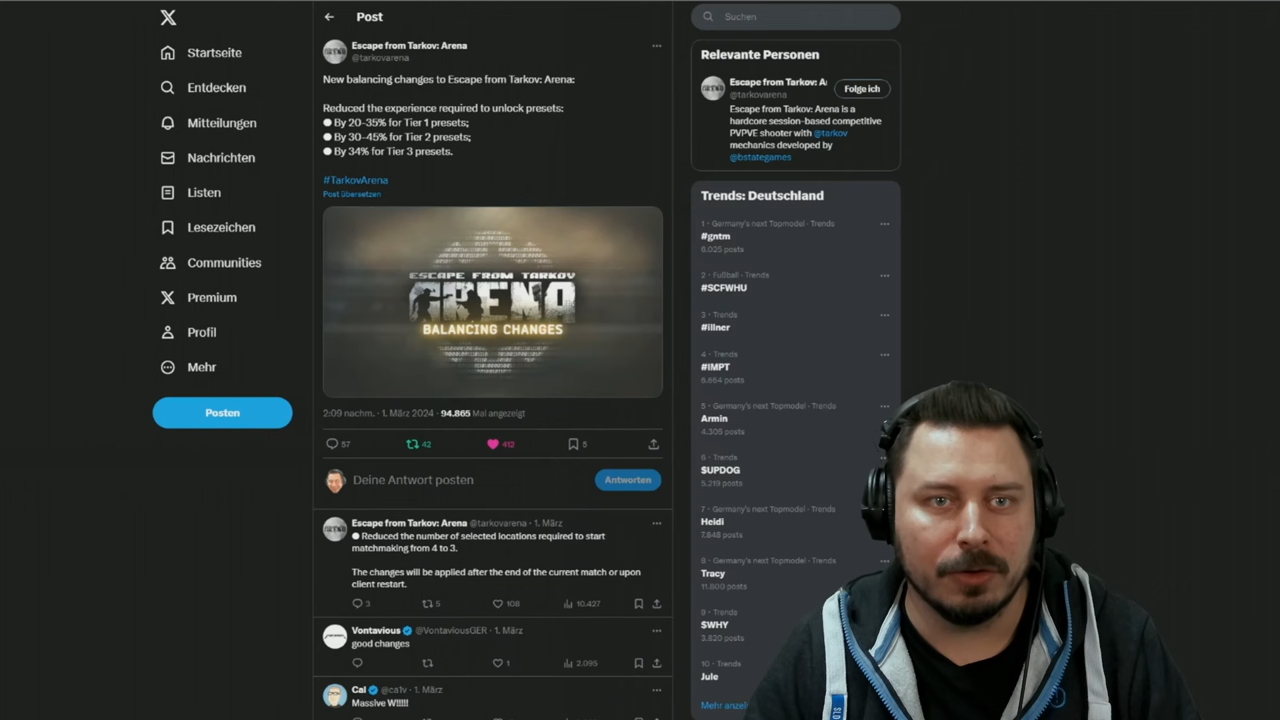 Startseite
Entdecken
Mitteilungen
Nachrichten
Listen
Lesezeichen
Communities
Premium
Profil
Mehr
Posten
Post
Escape from Tarkov: Arena
@tarkovarena
New balancing changes to Escape from Tarkov: Arena:
Reduced the experience required to unlock presets:
● By 20-35% for Tier 1 presets;
● By 30-45% for Tier 2 presets;
● By 34% for Tier 3 presets.
#TarkovArena
Post übersetzen
ESCAPE FROM TARKOV
ARENA
BALANCING CHANGES
2:09 nachm. · 1. März 2024 · 94.865 Mal angezeigt
57 42 412 5
Deine Antwort posten
Antworten
Escape from Tarkov: Arena @tarkovarena · 1. März
● Reduced the number of selected locations required to start
matchmaking from 4 to 3.
The changes will be applied after the end of the current match or upon
client restart.
3 5 108 10.427
Vontavious @VontaviousGER · 1. März
good changes
1 2.095
Cal @ca1v · 1. März
Massive W!!!!!
Suchen
Relevante Personen
Escape from Tarkov: A
@tarkovarena
Folge ich
Escape from Tarkov: Arena is a
hardcore session-based competitive
PVPVE shooter with @tarkov
mechanics developed by
@bstategames
Trends: Deutschland
1 · Germany's next Topmodel · Trends
#gntm
6.025 posts
2 · Fußball · Trends
#SCFWHU
3 · Trends
#illner
4 · Trends
#IMPT
6.654 posts
5 · Germany's next Topmodel · Trends
Armin
4.305 posts
6 · Trends
$UPDOG
5.219 posts
7 · Germany's next Topmodel · Trends
Heidi
7.848 posts
8 · Germany's next Topmodel · Trends
Tracy
11.800 posts
9 · Trends
$WHY
3.820 posts
10 · Trends
Jule
Mehr anzei